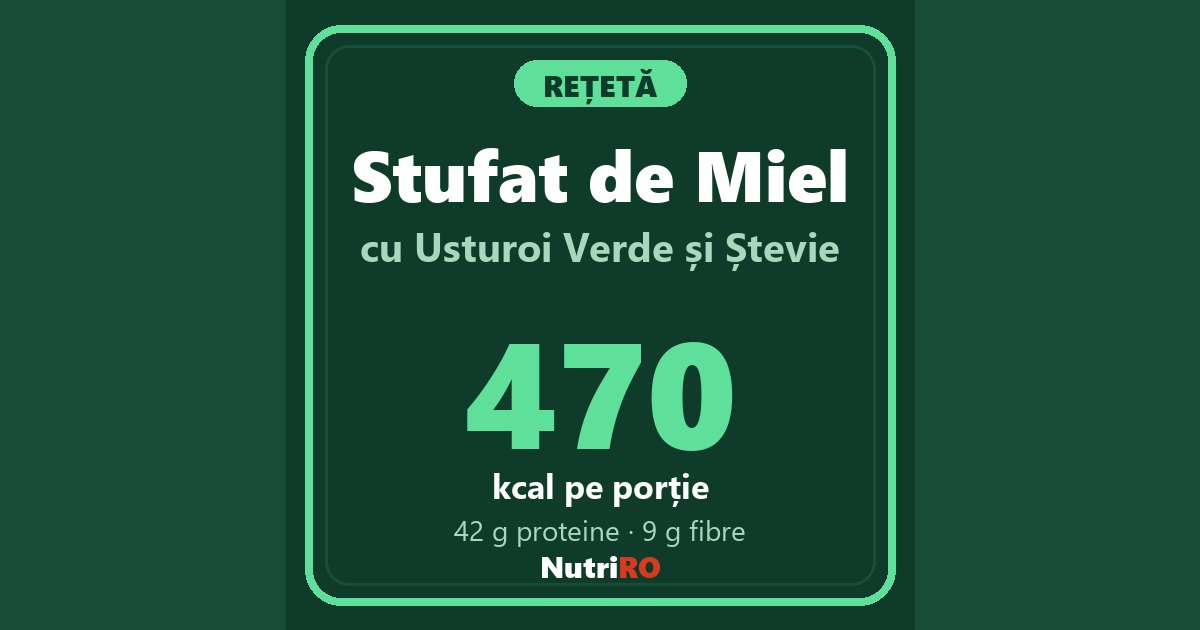 REȚETĂ
Stufat de Miel
cu Usturoi Verde și Ștevie
470
kcal pe porție
42 g proteine · 9 g fibre
NutriRO